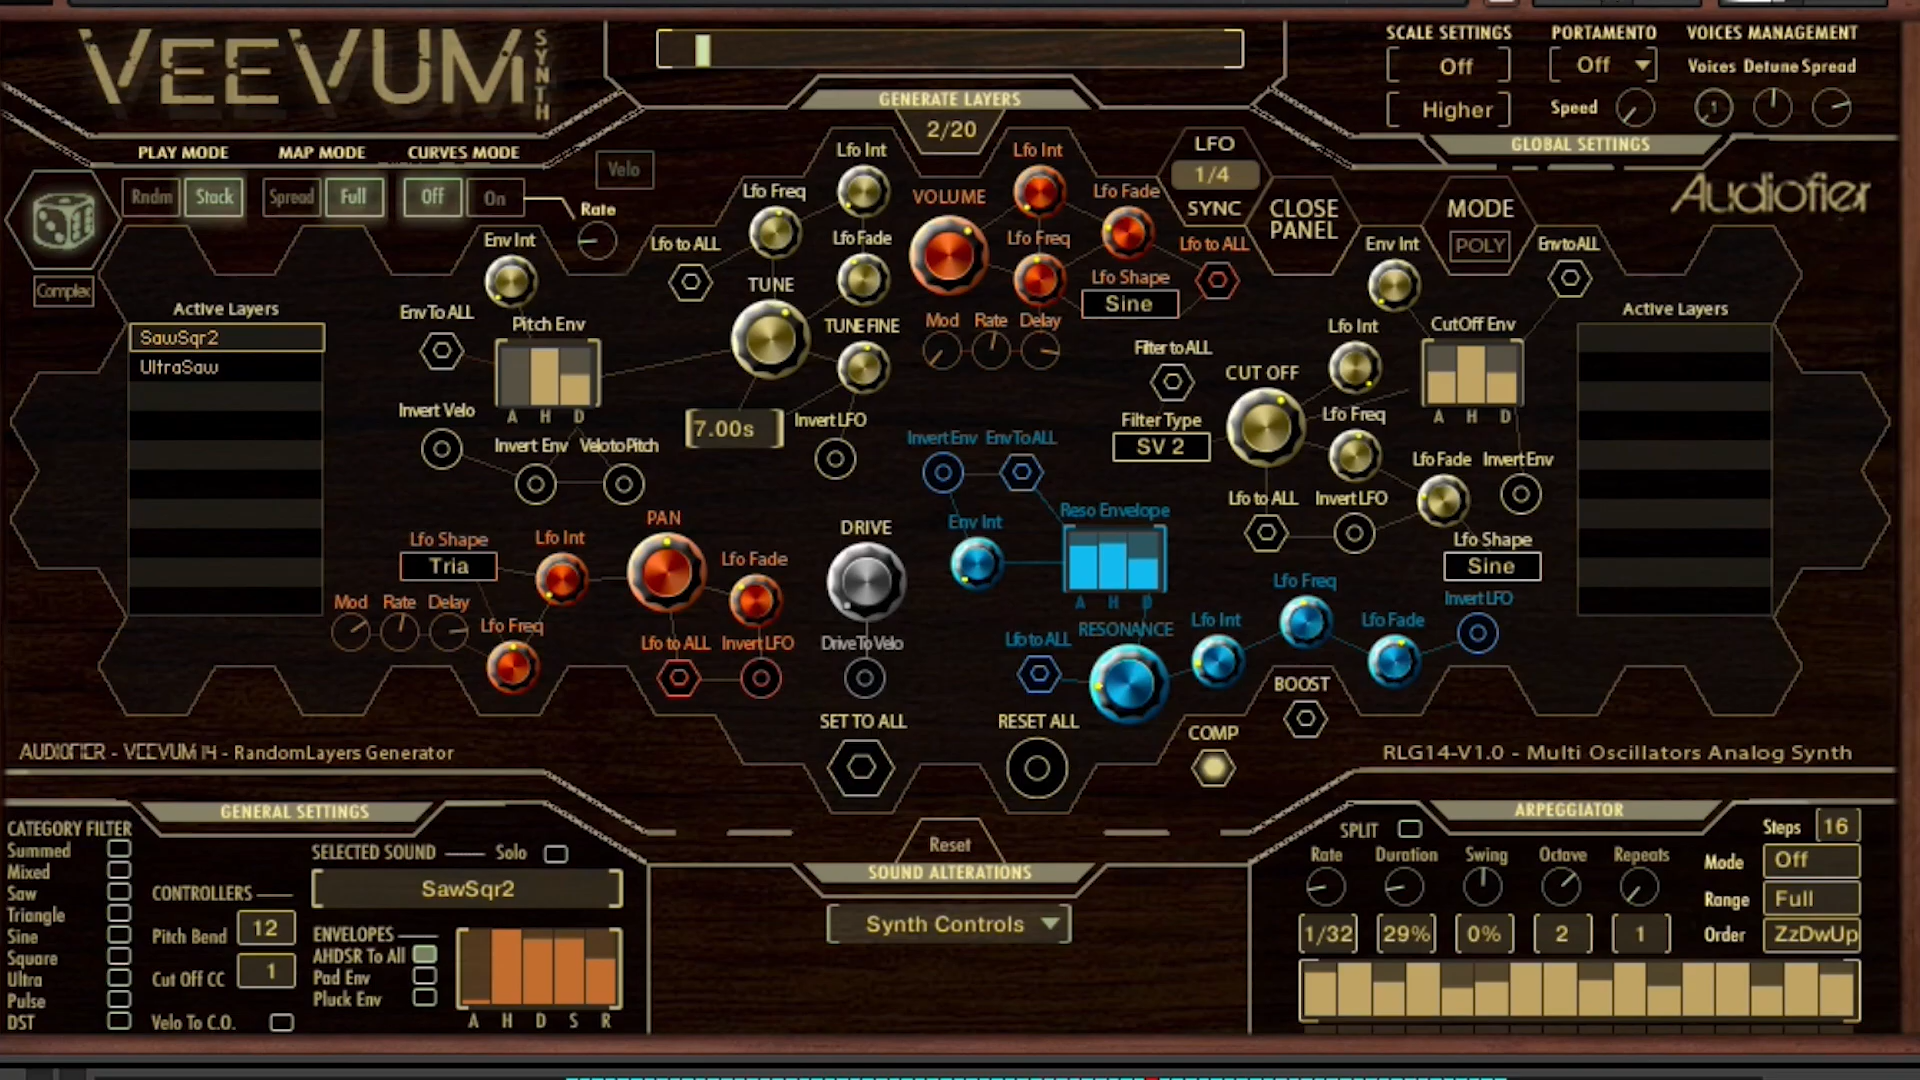 VEEVUM SYNTH
SCALE SETTINGS
Off
Higher
PORTAMENTO
Off
Speed
VOICES MANAGEMENT
Voices Detune Spread
1
GLOBAL SETTINGS
Audiofier
GENERATE LAYERS
2/20
PLAY MODE
Rndm Stack
MAP MODE
Spread Full
CURVES MODE
Off On
Velo
Rate
Complex
Active Layers
SawSqr2
UltraSaw
Env Int
Env To ALL
Pitch Env
A H D
Invert Velo
Invert Env
Velo to Pitch
Lfo to ALL
Lfo Freq
Lfo Int
Lfo Fade
TUNE
TUNE FINE
7.00s
Invert LFO
VOLUME
Lfo Int
Lfo Freq
Lfo Fade
Lfo to ALL
Lfo Shape
Sine
Mod Rate Delay
LFO
1/4
SYNC
CLOSE PANEL
MODE
POLY
Env Int
Env to ALL
Lfo Int
CutOff Env
A H D
Filter to ALL
CUT OFF
Filter Type
SV 2
Lfo Freq
Lfo Fade
Invert Env
Lfo to ALL
Invert LFO
Lfo Shape
Sine
Active Layers
Lfo Shape
Tria
Lfo Int
PAN
Lfo Fade
Mod Rate Delay
Lfo Freq
Lfo to ALL
Invert LFO
DRIVE
Drive To Velo
Invert Env
Env To ALL
Env Int
Reso Envelope
A H D
Lfo to ALL
RESONANCE
Lfo Int
Lfo Freq
Lfo Fade
Invert LFO
SET TO ALL
RESET ALL
COMP
BOOST
AUDIOFIER - VEEVUM 14 - RandomLayers Generator
RLG14-V1.0 - Multi Oscillators Analog Synth
GENERAL SETTINGS
CATEGORY FILTER
Summed
Mixed
Saw
Triangle
Sine
Square
Ultra
Pulse
DST
CONTROLLERS
Pitch Bend 12
Cut Off CC 1
Velo To C.O.
SELECTED SOUND
Solo
SawSqr2
ENVELOPES
AHDSR To All
Pad Env
Pluck Env
A H D S R
Reset
SOUND ALTERATIONS
Synth Controls
ARPEGGIATOR
SPLIT
Rate Duration Swing Octave Repeats
1/32 29% 0% 2 1
Steps 16
Mode Off
Range Full
Order ZzDwUp